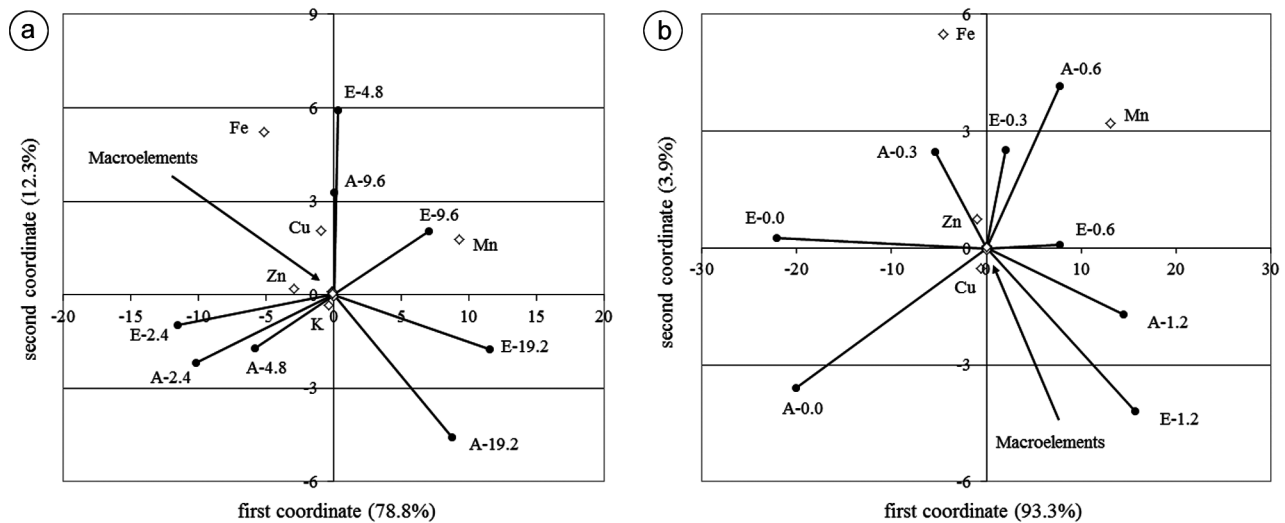 a
9
E-4.8
6
Fe
Macroelements
A-9.6
3
E-9.6
Cu
Mn
Zn
0
-20
-15
-10
-5
0
5
10
15
20
K
E-2.4
A-2.4
A-4.8
E-19.2
-3
A-19.2
-6
second coordinate (12.3%)
first coordinate (78.8%)
b
6
Fe
A-0.6
Mn
3
E-0.3
A-0.3
Zn
E-0.0
E-0.6
0
-30
-20
-10
0
10
20
30
Cu
A-1.2
-3
A-0.0
E-1.2
Macroelements
-6
second coordinate (3.9%)
first coordinate (93.3%)